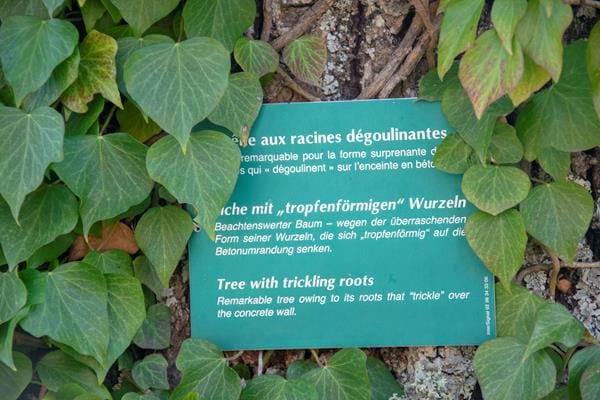 aux racines dégoulinantes
remarquable pour la forme surprenante
qui « dégoulinent » sur l'enceinte en
mit „tropfenförmigen“ Wurzeln
Beachtenswerter Baum – wegen der überraschenden
Form seiner Wurzeln, die sich „tropfenförmig“ auf die
Betonumrandung senken.
Tree with trickling roots
Remarkable tree owing to its roots that “trickle” over
the concrete wall.